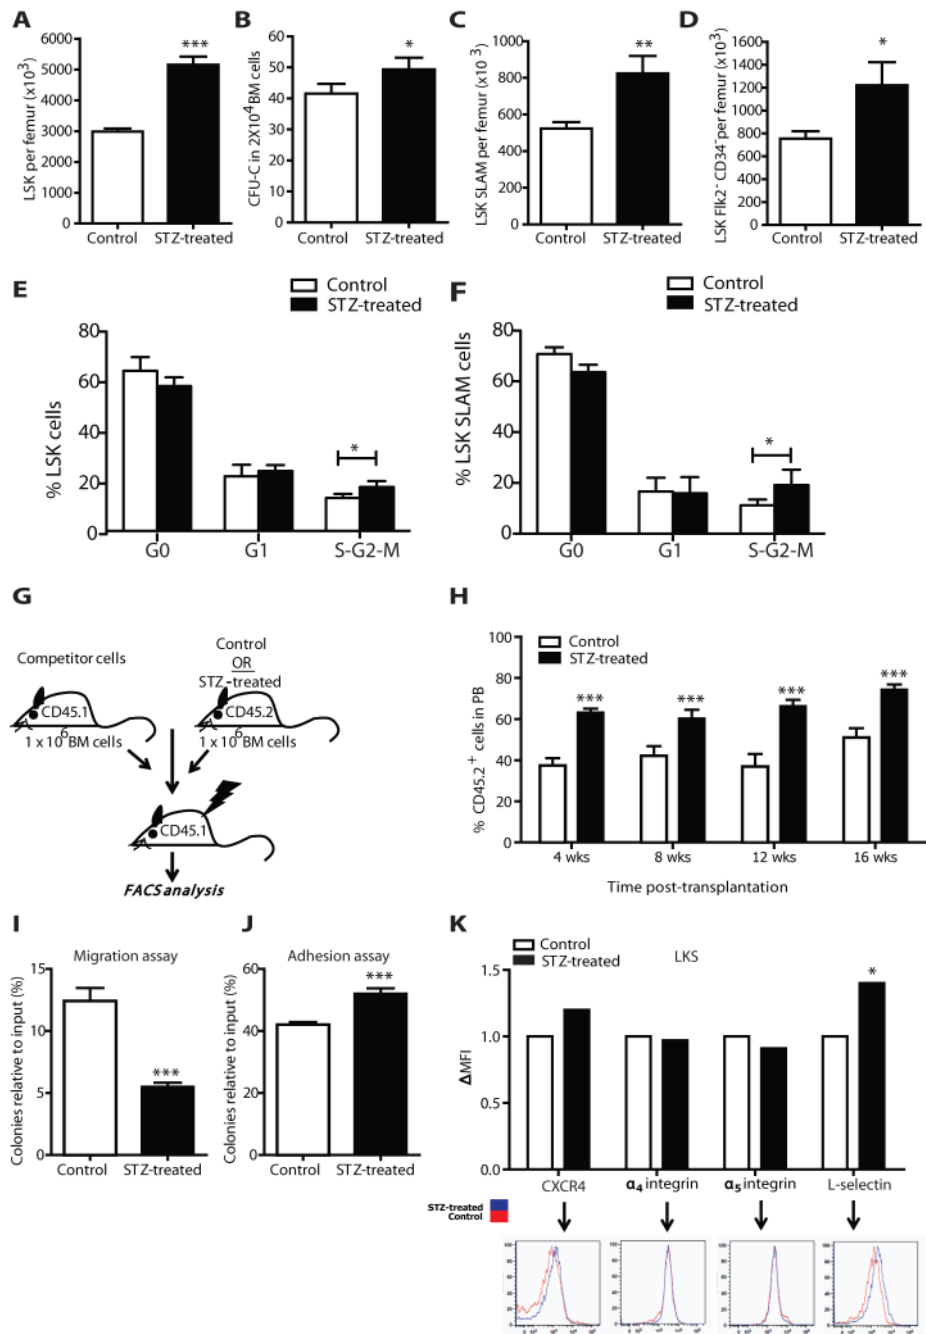 A
LSK per femur (x10³)
6000
5000
4000
3000
2000
1000
0
***
Control STZ-treated
B
CFU-C in 2X10⁴ BM cells
60
50
40
30
20
10
0
*
Control STZ-treated
C
LSK SLAM per femur (x10³)
1000
800
600
400
200
0
**
Control STZ-treated
D
LSK Flk2⁻ CD34⁻ per femur (x10³)
1600
1400
1200
1000
800
600
400
200
0
*
Control STZ-treated
E
Control
STZ-treated
% LSK cells
80
60
40
20
0
*
G0 G1 S-G2-M
F
Control
STZ-treated
% LSK SLAM cells
80
60
40
20
0
*
G0 G1 S-G2-M
G
Competitor cells
Control
OR
STZ-treated
CD45.1
CD45.2
1 x 10⁶ BM cells
1 x 10⁶ BM cells
CD45.1
FACS analysis
H
Control
STZ-treated
% CD45.2⁺ cells in PB
100
80
60
40
20
0
*** *** *** ***
4 wks 8 wks 12 wks 16 wks
Time post-transplantation
I
Migration assay
Colonies relative to input (%)
15
10
5
0
***
Control STZ-treated
J
Adhesion assay
Colonies relative to input (%)
60
40
20
0
***
Control STZ-treated
K
Control
STZ-treated
LKS
ΔMFI
1.5
1.0
0.5
0.0
*
CXCR4 α₄ integrin α₅ integrin L-selectin
STZ-treated
Control